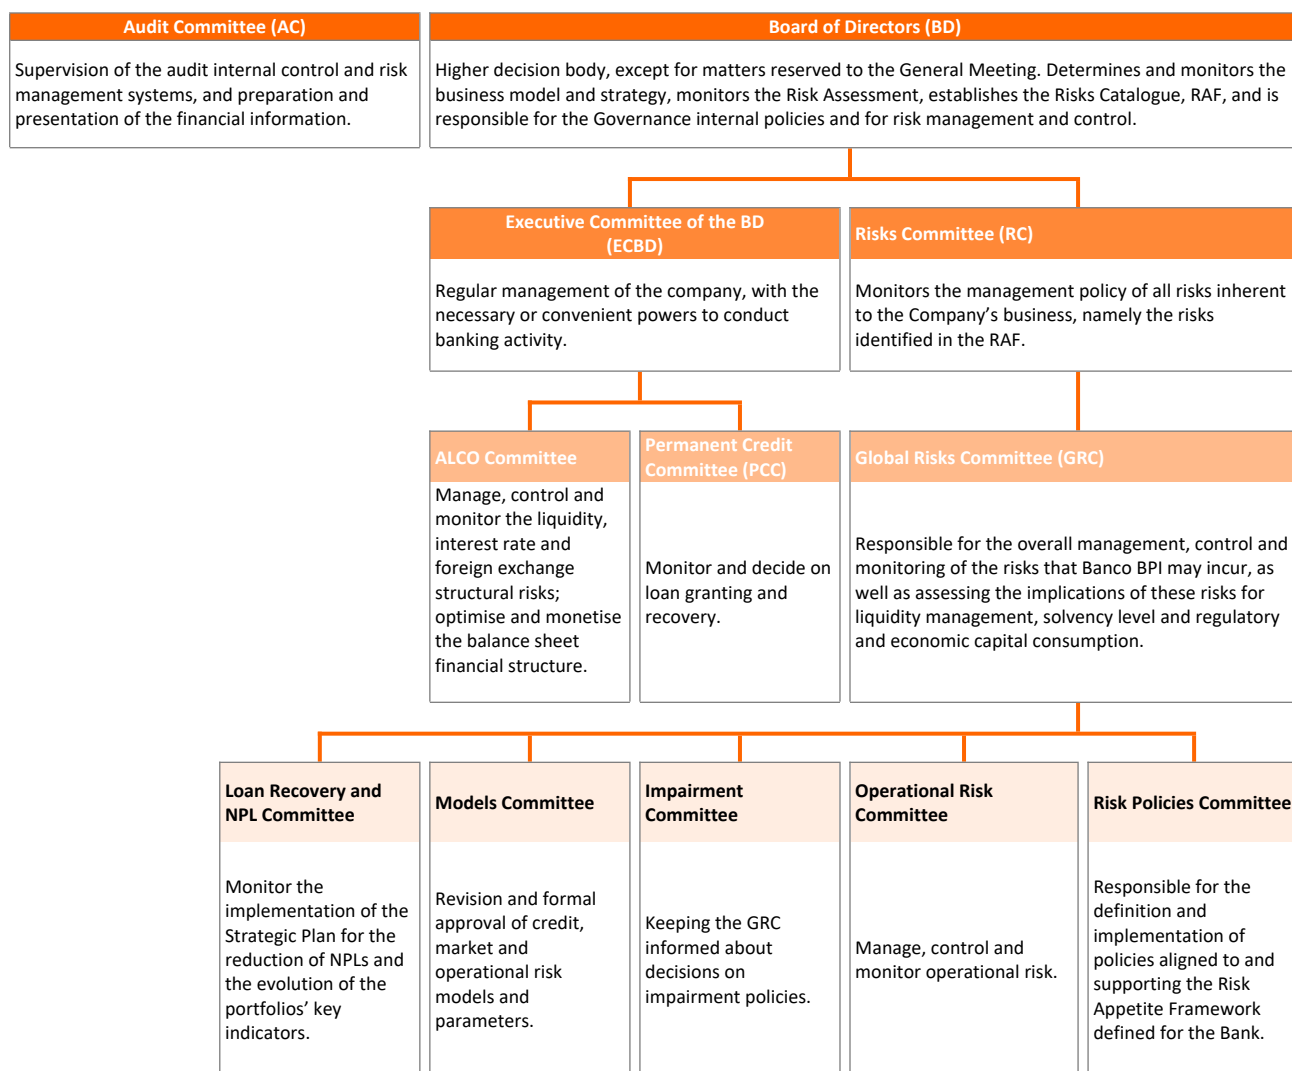 Audit Committee (AC)
Supervision of the audit internal control and risk
management systems, and preparation and
presentation of the financial information.
Board of Directors (BD)
Higher decision body, except for matters reserved to the General Meeting. Determines and monitors the
business model and strategy, monitors the Risk Assessment, establishes the Risks Catalogue, RAF, and is
responsible for the Governance internal policies and for risk management and control.
Executive Committee of the BD
(ECBD)
Regular management of the company, with the
necessary or convenient powers to conduct
banking activity.
Risks Committee (RC)
Monitors the management policy of all risks inherent
to the Company’s business, namely the risks
identified in the RAF.
ALCO Committee
Manage, control and
monitor the liquidity,
interest rate and
foreign exchange
structural risks;
optimise and monetise
the balance sheet
financial structure.
Permanent Credit
Committee (PCC)
Monitor and decide on
loan granting and
recovery.
Global Risks Committee (GRC)
Responsible for the overall management, control and
monitoring of the risks that Banco BPI may incur, as
well as assessing the implications of these risks for
liquidity management, solvency level and regulatory
and economic capital consumption.
Loan Recovery and
NPL Committee
Monitor the
implementation of the
Strategic Plan for the
reduction of NPLs and
the evolution of the
portfolios’ key
indicators.
Models Committee
Revision and formal
approval of credit,
market and
operational risk
models and
parameters.
Impairment
Committee
Keeping the GRC
informed about
decisions on
impairment policies.
Operational Risk
Committee
Manage, control and
monitor operational risk.
Risk Policies Committee
Responsible for the
definition and
implementation of
policies aligned to and
supporting the Risk
Appetite Framework
defined for the Bank.